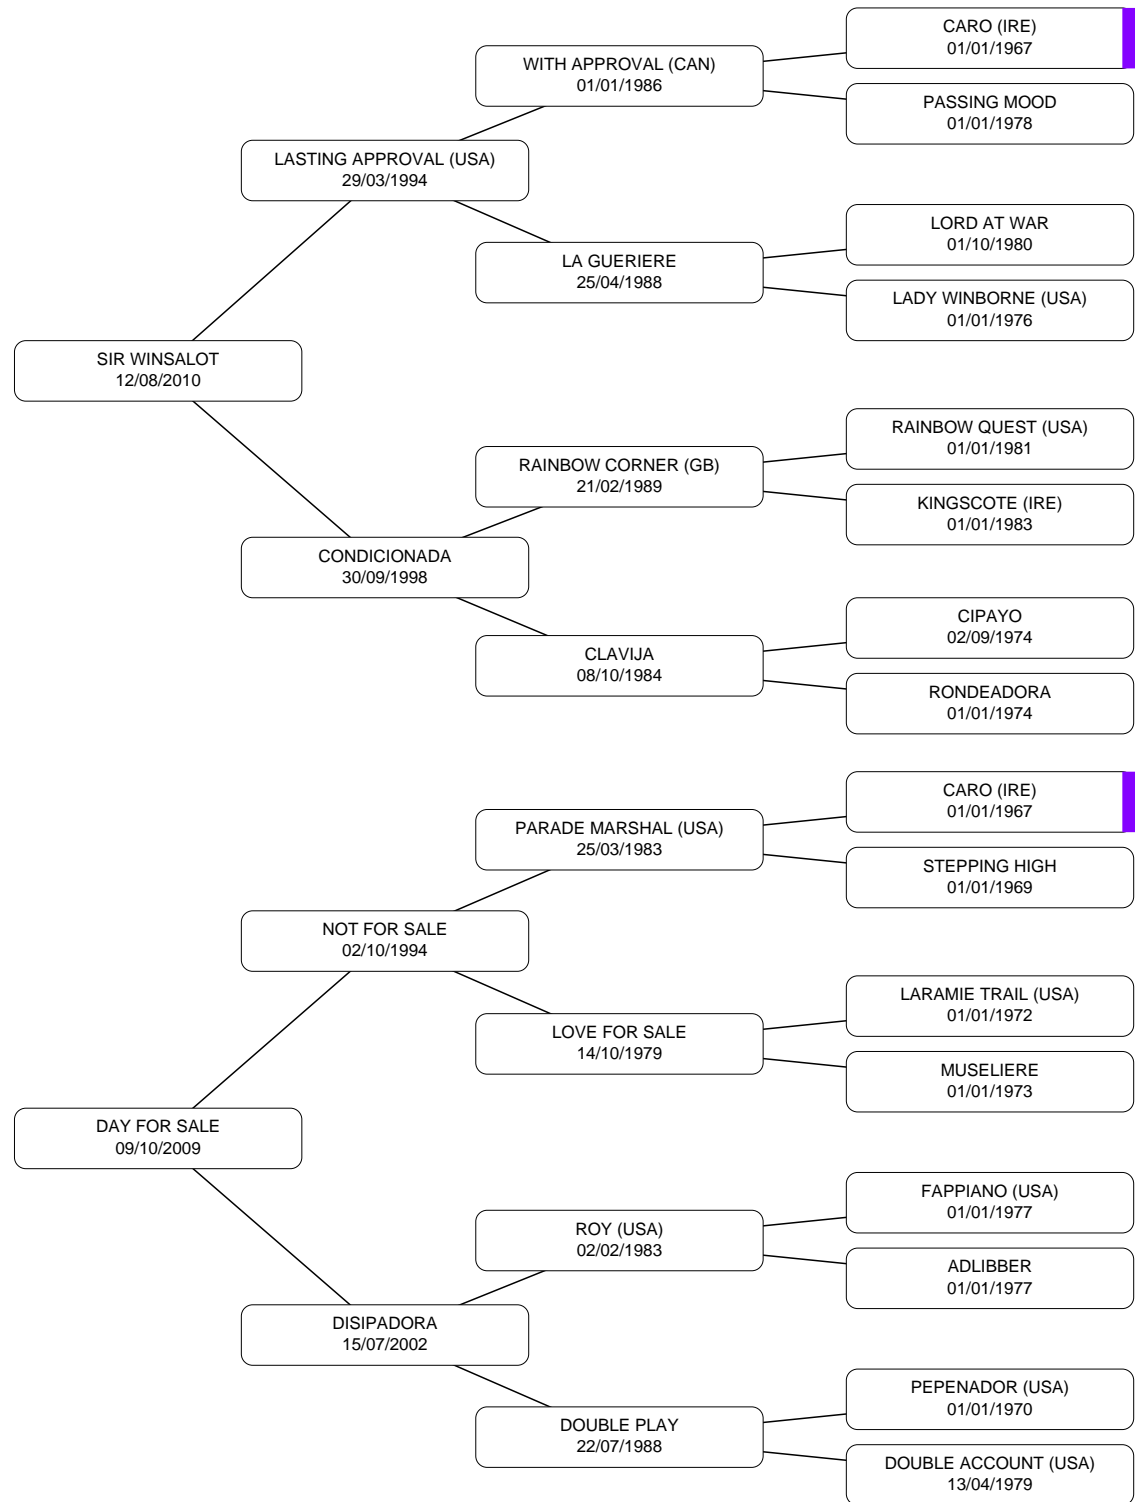 CARO (IRE)
01/01/1967
WITH APPROVAL (CAN)
01/01/1986
PASSING MOOD
01/01/1978
LASTING APPROVAL (USA)
29/03/1994
LORD AT WAR
01/10/1980
LA GUERIERE
25/04/1988
LADY WINBORNE (USA)
01/01/1976
SIR WINSALOT
12/08/2010
RAINBOW QUEST (USA)
01/01/1981
RAINBOW CORNER (GB)
21/02/1989
KINGSCOTE (IRE)
01/01/1983
CONDICIONADA
30/09/1998
CIPAYO
02/09/1974
CLAVIJA
08/10/1984
RONDEADORA
01/01/1974
CARO (IRE)
01/01/1967
PARADE MARSHAL (USA)
25/03/1983
STEPPING HIGH
01/01/1969
NOT FOR SALE
02/10/1994
LARAMIE TRAIL (USA)
01/01/1972
LOVE FOR SALE
14/10/1979
MUSELIERE
01/01/1973
DAY FOR SALE
09/10/2009
FAPPIANO (USA)
01/01/1977
ROY (USA)
02/02/1983
ADLIBBER
01/01/1977
DISIPADORA
15/07/2002
PEPENADOR (USA)
01/01/1970
DOUBLE PLAY
22/07/1988
DOUBLE ACCOUNT (USA)
13/04/1979